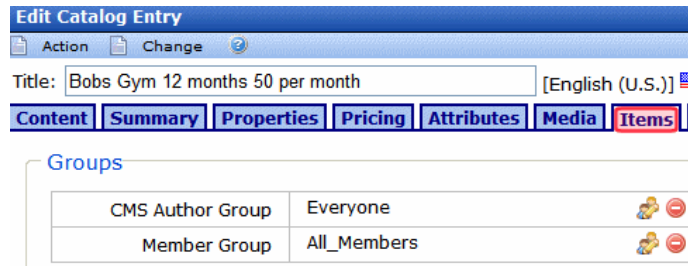 Edit Catalog Entry
Action Change
Title: Bobs Gym 12 months 50 per month [English (U.S.)]
Content Summary Properties Pricing Attributes Media Items
Groups
CMS Author Group Everyone
Member Group All_Members